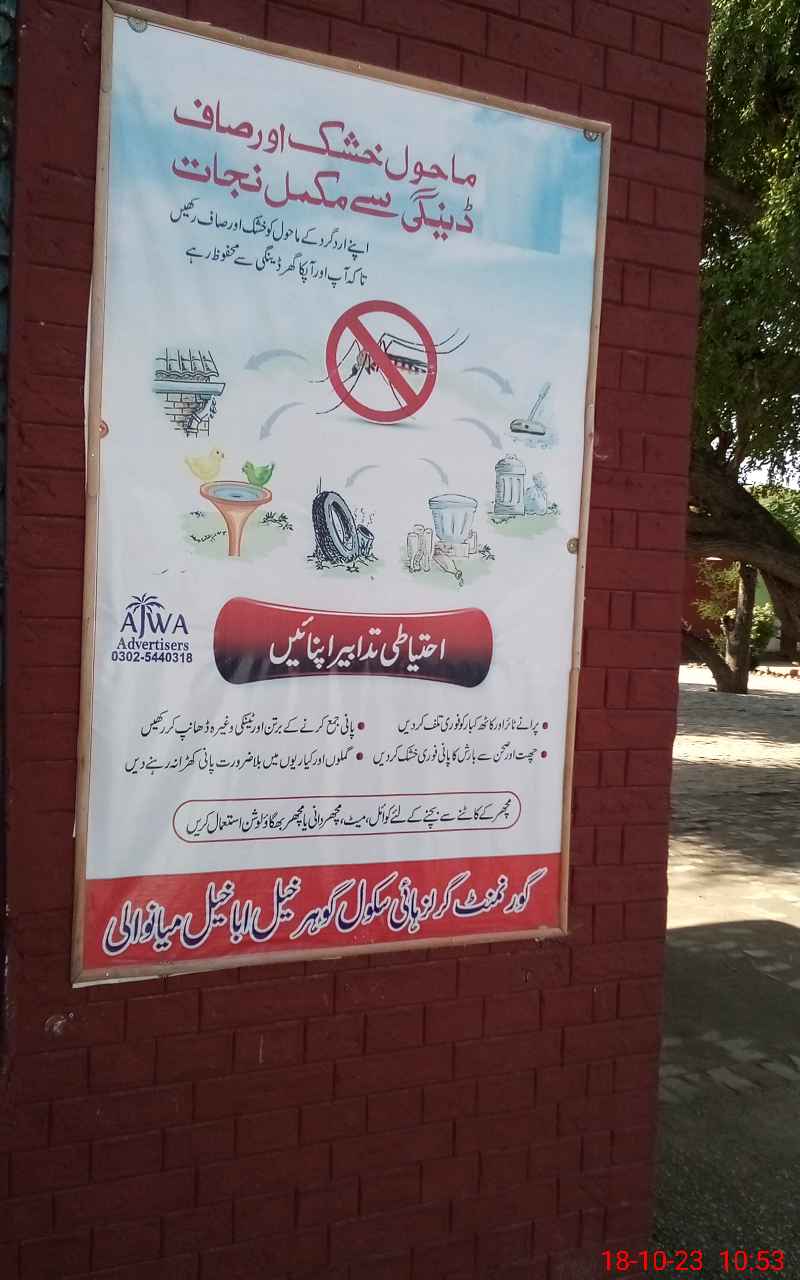 ماحول خشک اور صاف
ڈینگی سے مکمل نجات
اپنے اردگرد کے ماحول کو خشک اور صاف رکھیں
تاکہ آپ اور آپکا گھر ڈینگی سے محفوظ رہے
AJWA
Advertisers
0302-5440318
احتیاطی تدابیر اپنائیں
• پرانے ٹائر اور کاٹھ کباڑ کو فوری تلف کر دیں
• پانی جمع کرنے کے برتن اور ٹینکی وغیرہ ڈھانپ کر رکھیں
• چھت اور صحن سے بارش کا پانی فوری خشک کر دیں
• گملوں اور کیاریوں میں بلا ضرورت پانی کھڑا نہ رہنے دیں
مچھر کے کاٹنے سے بچنے کے لئے کوائل، میٹ، مچھر دانی یا مچھر بھگاؤ لوشن استعمال کریں
گورنمنٹ گرلز ہائی سکول گوہر خیل ابا خیل میانوالی
18-10-23 10:53